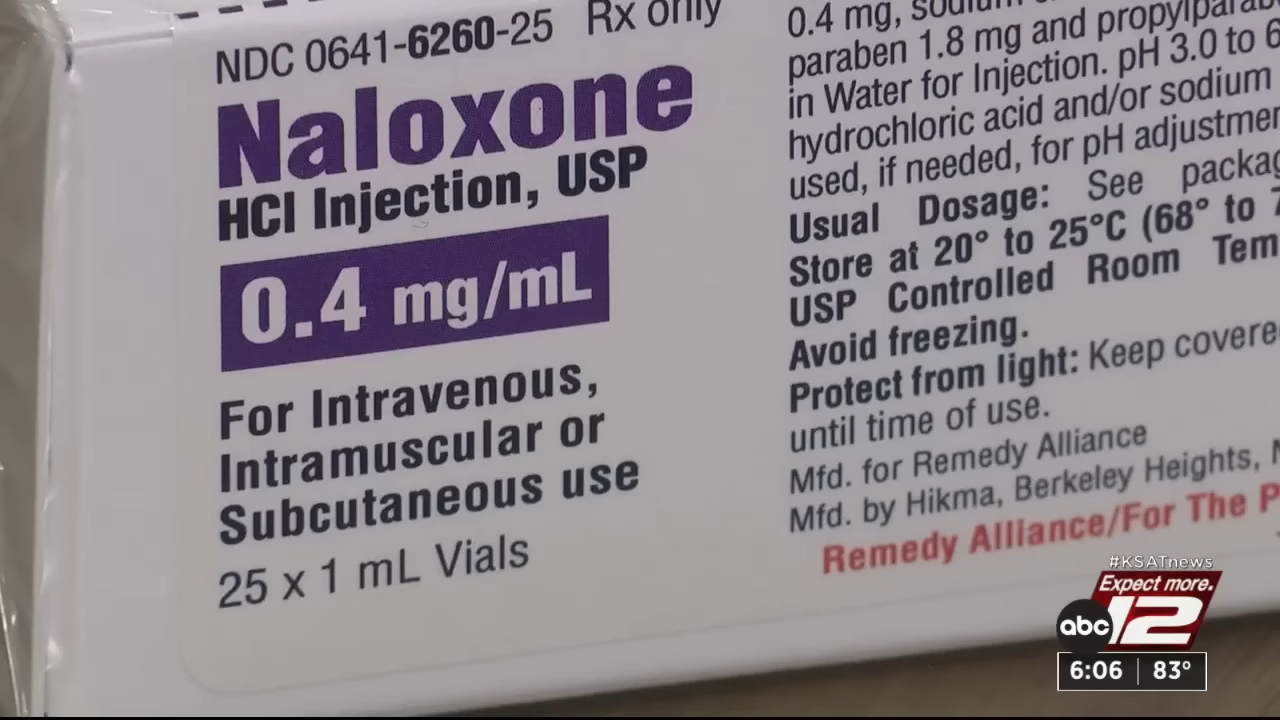 NDC 0641-6260-25 Rx only
Naloxone
HCl Injection, USP
0.4 mg/mL
For Intravenous,
Intramuscular or
Subcutaneous use
25 x 1 mL Vials
0.4 mg,
paraben 1.8 mg and
in Water for Injection. pH 3.0 to
hydrochloric acid and/or sodium
used, if needed, for pH
Usual Dosage: See
Store at 20° to 25°C (68° to
USP Controlled Room
Avoid freezing.
Protect from light: Keep
until time of use.
Mfd. for Remedy Alliance
Mfd. by Hikma, Berkeley Heights,
Remedy Alliance/For The
#KSATnews
Expect more.
abc 12
6:06 83°